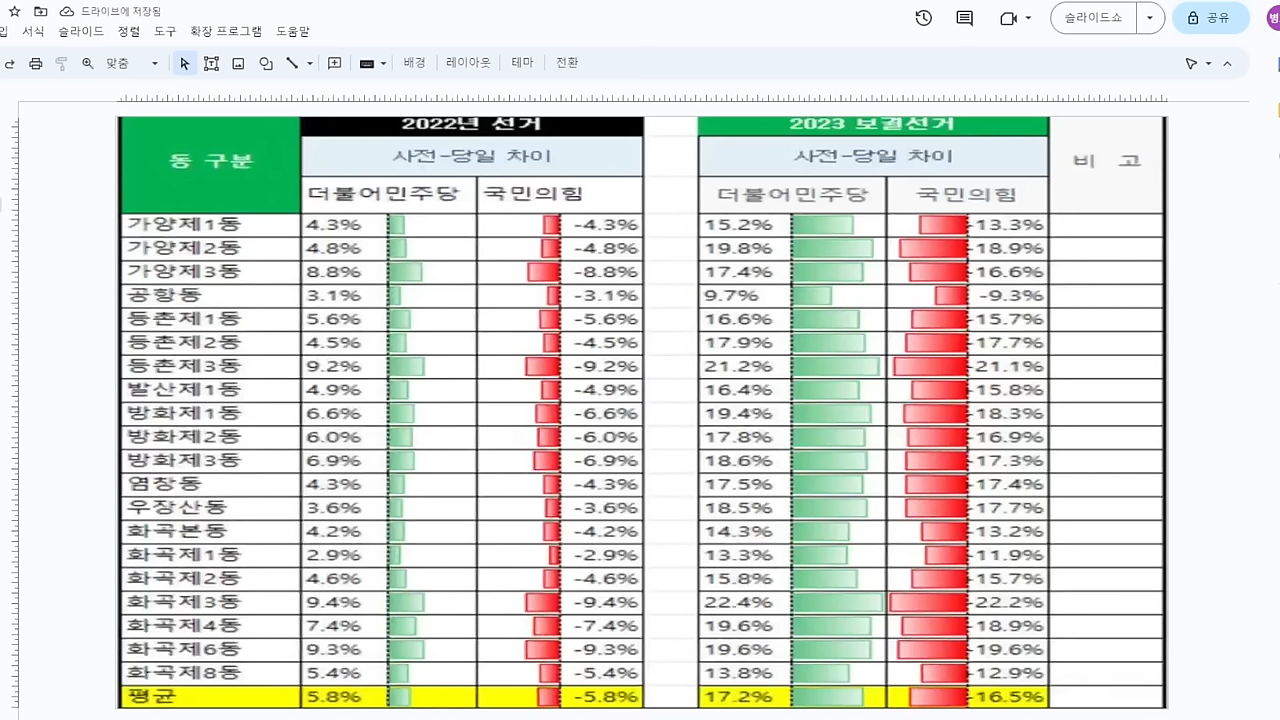 드라이브에 저장됨
입 서식 슬라이드 정렬 도구 확장 프로그램 도움말
슬라이드쇼 공유 병
맞춤 배경 레이아웃 테마 전환
동 구분 2022년 선거 2023 보궐선거 비 고
사전-당일 차이 사전-당일 차이
더불어민주당 국민의힘 더불어민주당 국민의힘
가양제1동 4.3% -4.3% 15.2% -13.3%
가양제2동 4.8% -4.8% 19.8% -18.9%
가양제3동 8.8% -8.8% 17.4% -16.6%
공항동 3.1% -3.1% 9.7% -9.3%
등촌제1동 5.6% -5.6% 16.6% -15.7%
등촌제2동 4.5% -4.5% 17.9% -17.7%
등촌제3동 9.2% -9.2% 21.2% -21.1%
발산제1동 4.9% -4.9% 16.4% -15.8%
방화제1동 6.6% -6.6% 19.4% -18.3%
방화제2동 6.0% -6.0% 17.8% -16.9%
방화제3동 6.9% -6.9% 18.6% -17.3%
염창동 4.3% -4.3% 17.5% -17.4%
우장산동 3.6% -3.6% 18.5% -17.7%
화곡본동 4.2% -4.2% 14.3% -13.2%
화곡제1동 2.9% -2.9% 13.3% -11.9%
화곡제2동 4.6% -4.6% 15.8% -15.7%
화곡제3동 9.4% -9.4% 22.4% -22.2%
화곡제4동 7.4% -7.4% 19.6% -18.9%
화곡제6동 9.3% -9.3% 19.6% -19.6%
화곡제8동 5.4% -5.4% 13.8% -12.9%
평균 5.8% -5.8% 17.2% -16.5%